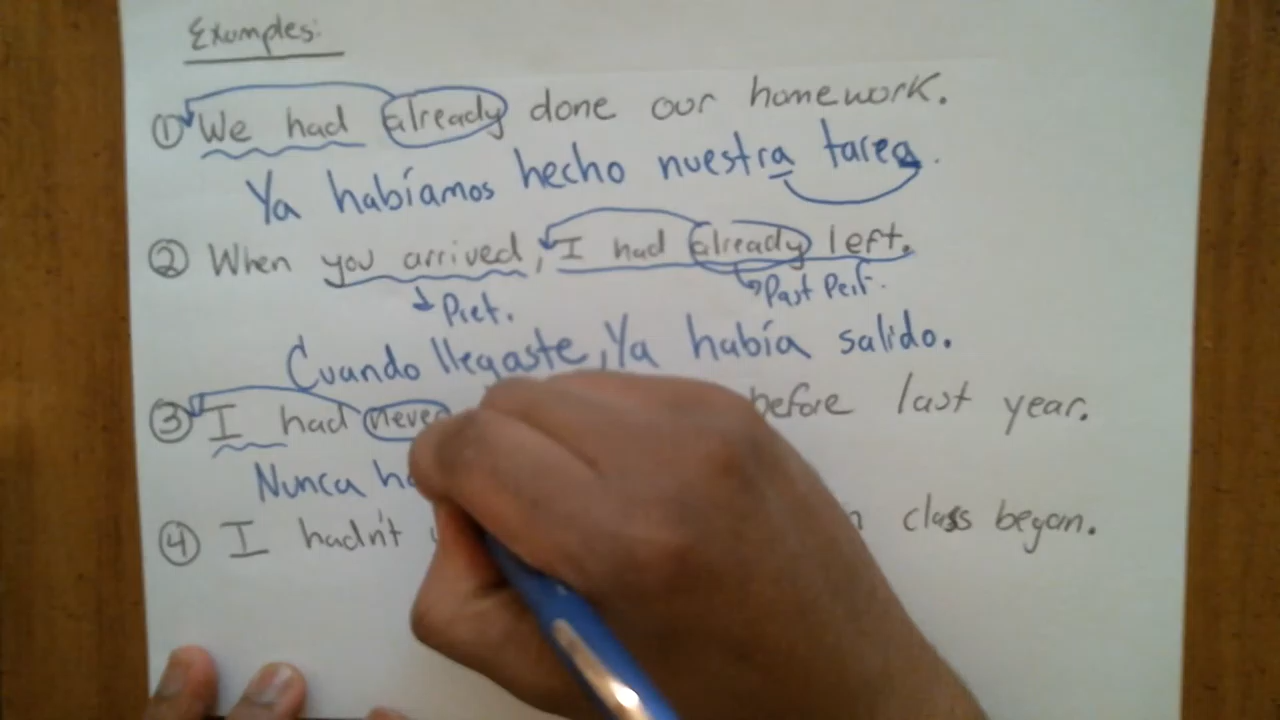 Examples:
① We had already done our homework.
Ya habíamos hecho nuestra tarea.
② When you arrived, I had already left.
Pret.
Past Perf.
Cuando llegaste, Ya había salido.
③ I had never before last year.
Nunca
④ I hadn't class began.